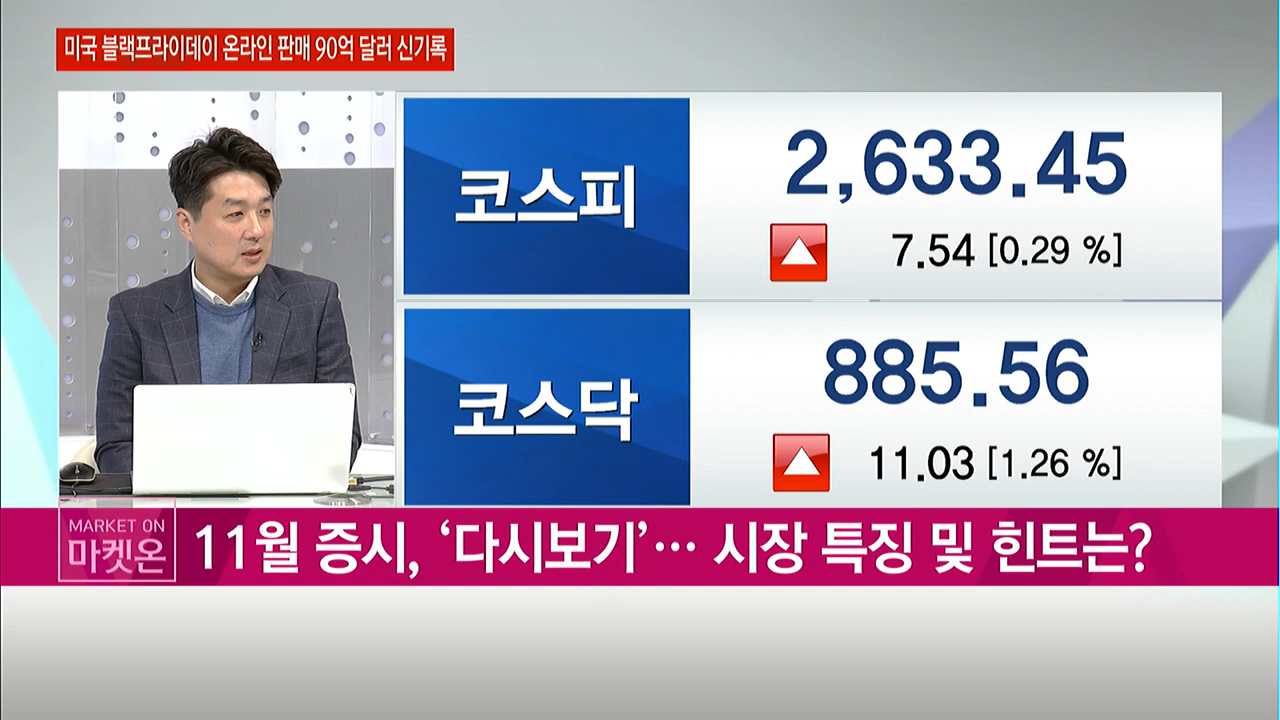 미국 블랙프라이데이 온라인 판매 90억 달러 신기록
코스피
2,633.45
7.54 [0.29 %]
코스닥
885.56
11.03 [1.26 %]
MARKET ON
마켓온
11월 증시, ‘다시보기’… 시장 특징 및 힌트는?